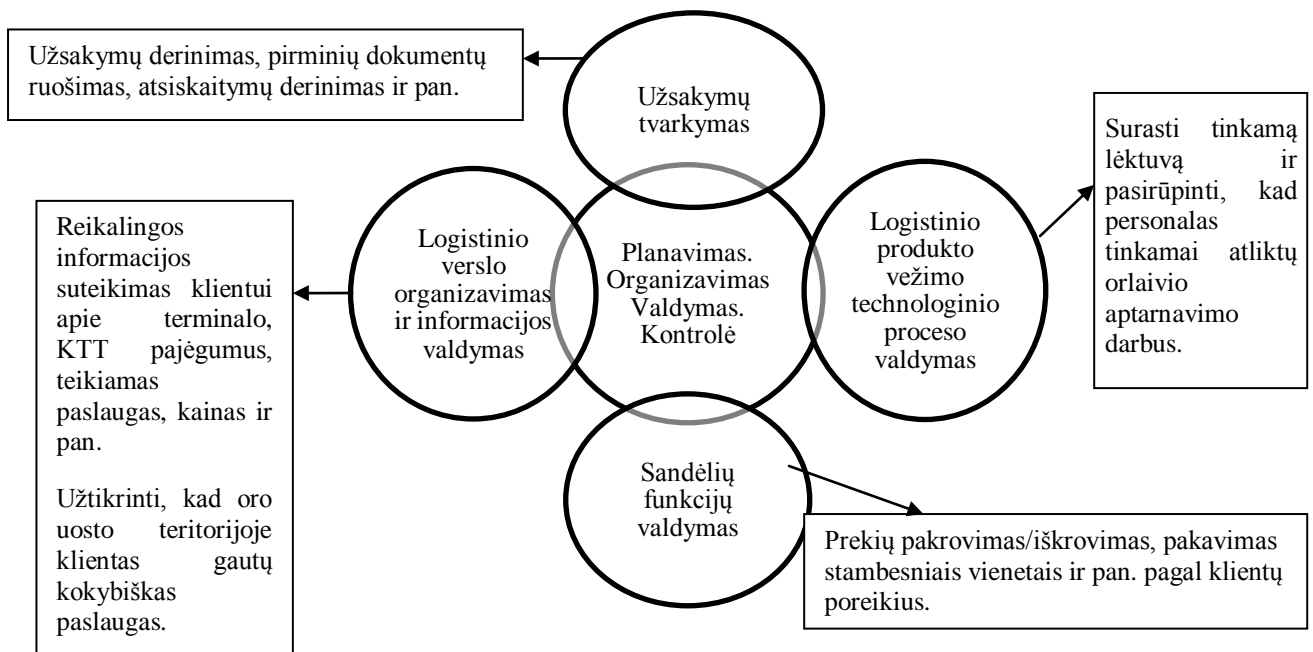 Užsakymų derinimas, pirminių dokumentų
ruošimas, atsiskaitymų derinimas ir pan.
Užsakymų
tvarkymas
Surasti tinkamą
lėktuvą ir
pasirūpinti, kad
personalas
tinkamai atliktų
orlaivio
aptarnavimo
darbus.
Reikalingos
informacijos
suteikimas klientui
apie terminalo,
KTT pajėgumus,
teikiamas
paslaugas, kainas ir
pan.
Užtikrinti, kad oro
uosto teritorijoje
klientas gautų
kokybiškas
paslaugas.
Logistinio
verslo
organizavimas
ir informacijos
valdymas
Planavimas.
Organizavimas
Valdymas.
Kontrolė
Logistinio
produkto
vežimo
technologinio
proceso
valdymas
Sandėlių
funkcijų
valdymas
Prekių pakrovimas/iškrovimas, pakavimas
stambesniais vienetais ir pan. pagal klientų
poreikius.